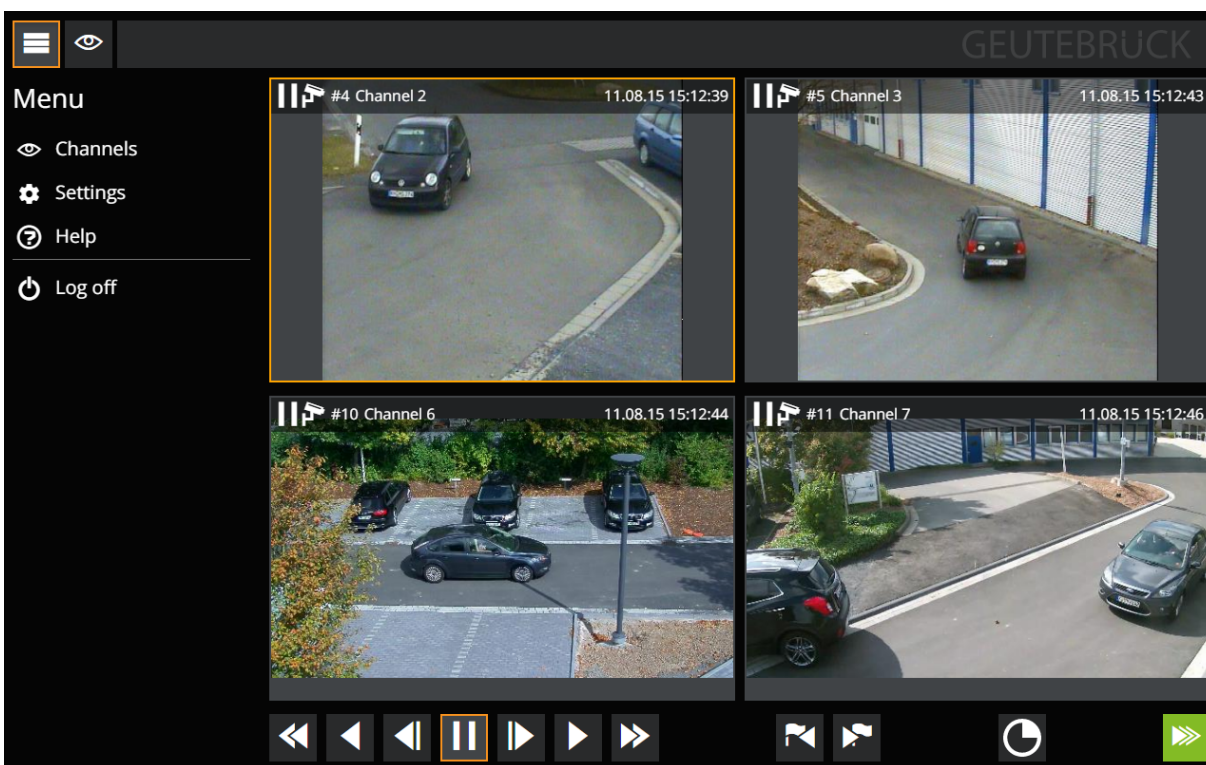 GEUTEBRÜCK
Menu
Channels
Settings
Help
Log off
#4 Channel 2 11.08.15 15:12:39
#5 Channel 3 11.08.15 15:12:43
#10 Channel 6 11.08.15 15:12:44
#11 Channel 7 11.08.15 15:12:46